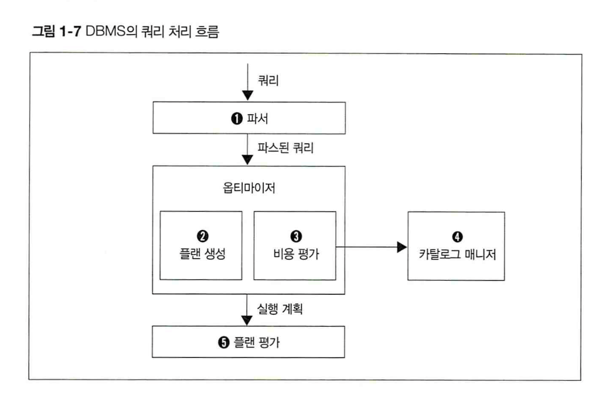 그림 1-7 DBMS의 쿼리 처리 흐름
쿼리
❶ 파서
파스된 쿼리
옵티마이저
❷
플랜 생성
❸
비용 평가
❹
카탈로그 매니저
실행 계획
❺ 플랜 평가